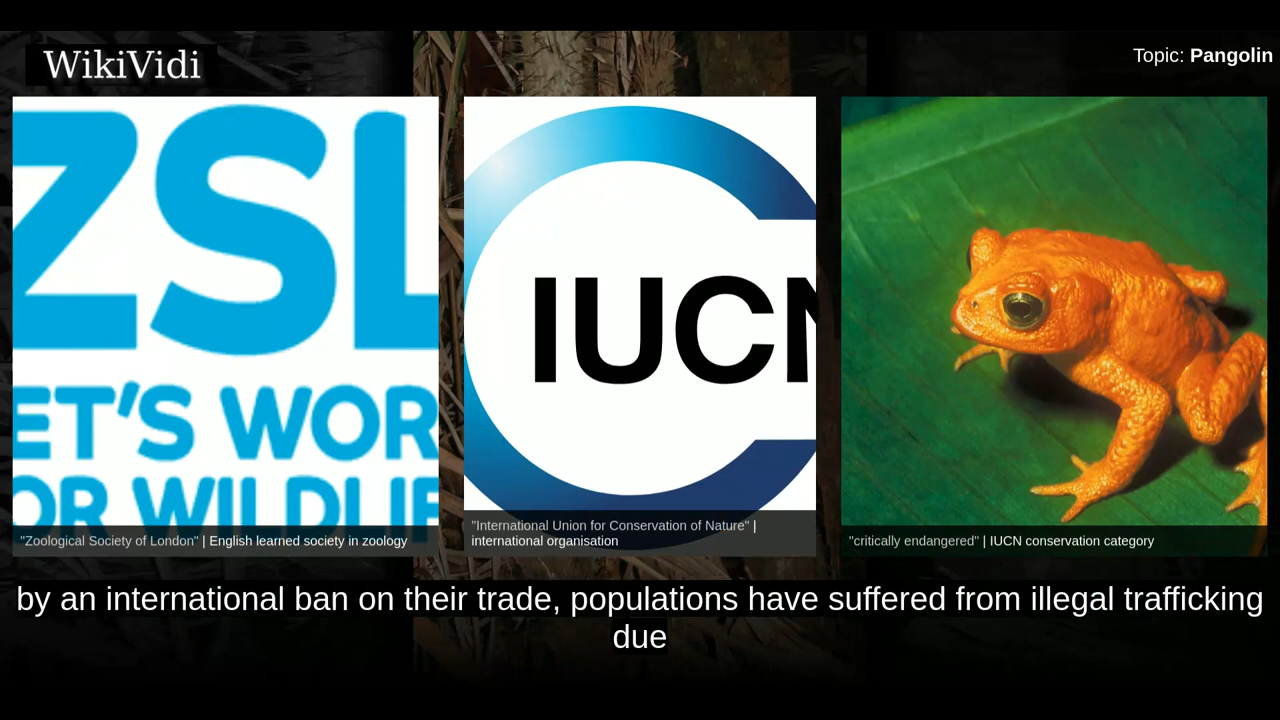 WikiVidi
Topic: Pangolin
ZSL
ET'S WOR
OR WILDLIF
IUCN
"Zoological Society of London" | English learned society in zoology
"International Union for Conservation of Nature" |
international organisation
"critically endangered" | IUCN conservation category
by an international ban on their trade, populations have suffered from illegal trafficking
due